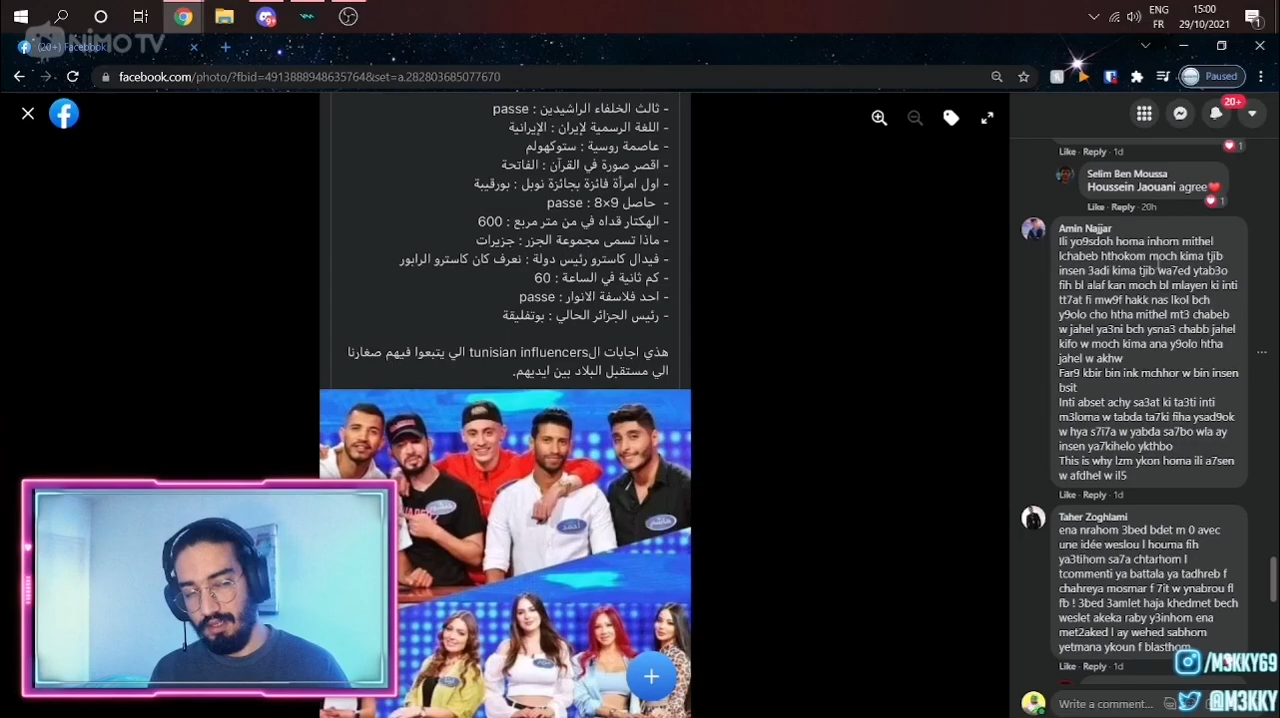 NiMO TV
ENG
FR
15:00
29/10/2021
1
9+
(20+) Facebook
facebook.com/photo/?fbid=4913888948635764&set=a.282803685077670
Paused
20+
- ثالث الخلفاء الراشيدين : passe
- اللغة الرسمية لإيران : الإيرانية
- عاصمة روسية : ستوكهولم
- اقصر صورة في القرآن : الفاتحة
- اول امرأة فائزة بجائزة نوبل : بورقيبة
- حاصل 9×8 : passe
- الهكتار قداه في من متر مربع : 600
- ماذا تسمى مجموعة الجزر : جزيرات
- فيدال كاسترو رئيس دولة : نعرف كان كاسترو الرابور
- كم ثانية في الساعة : 60
- احد فلاسفة الانوار : passe
- رئيس الجزائر الحالي : بوتفليقة
هذي اجابات الtunisian influencers الي يتبعوا فيهم صغارنا
الي مستقبل البلاد بين ايديهم.
أحمد
هاشم
Like · Reply · 1d
1
Selim Ben Moussa
Houssein Jaouani agree❤
1
Like · Reply · 20h
Amin Najjar
Ili yo9sdoh homa inhom mithel
lchabeb hthokom moch kima tjib
insen 3adi kima tjib wa7ed ytab3o
fih bl alaf kan moch bl mlayen ki inti
tt7at fi mw9f hakk nas lkol bch
y9olo cho htha mithel mt3 chabeb
w jahel ya3ni bch ysna3 chabb jahel
kifo w moch kima ana y9olo htha
jahel w akhw
Far9 kbir bin ink mchhor w bin insen
bsit
Inti abset achy sa3at ki ta3ti inti
m3loma w tabda ta7ki fiha ysad9ok
w hya s7i7a w yabda sa7bo wla ay
insen ya7kihelo ykthbo
This is why lzm ykon homa ili a7sen
w afdhel w il5
Like · Reply · 1d
Taher Zoghlami
ena nrahom 3bed bdet m 0 avec
une idée weslou l houma fih
ya3tihom sa7a chtarhom l
tcommenti ya battala ya tadhreb f
chahreya mosmar f 7it w ynabrou fl
fb ! 3bed 3amlet haja khedmet bech
weslet akeka raby y3inhom ena
met2aked l ay wehed sabhom
yetmana ykoun f blasthom
Like · Reply · 1d
/M3KKY69
Write a comment...
@M3KKY